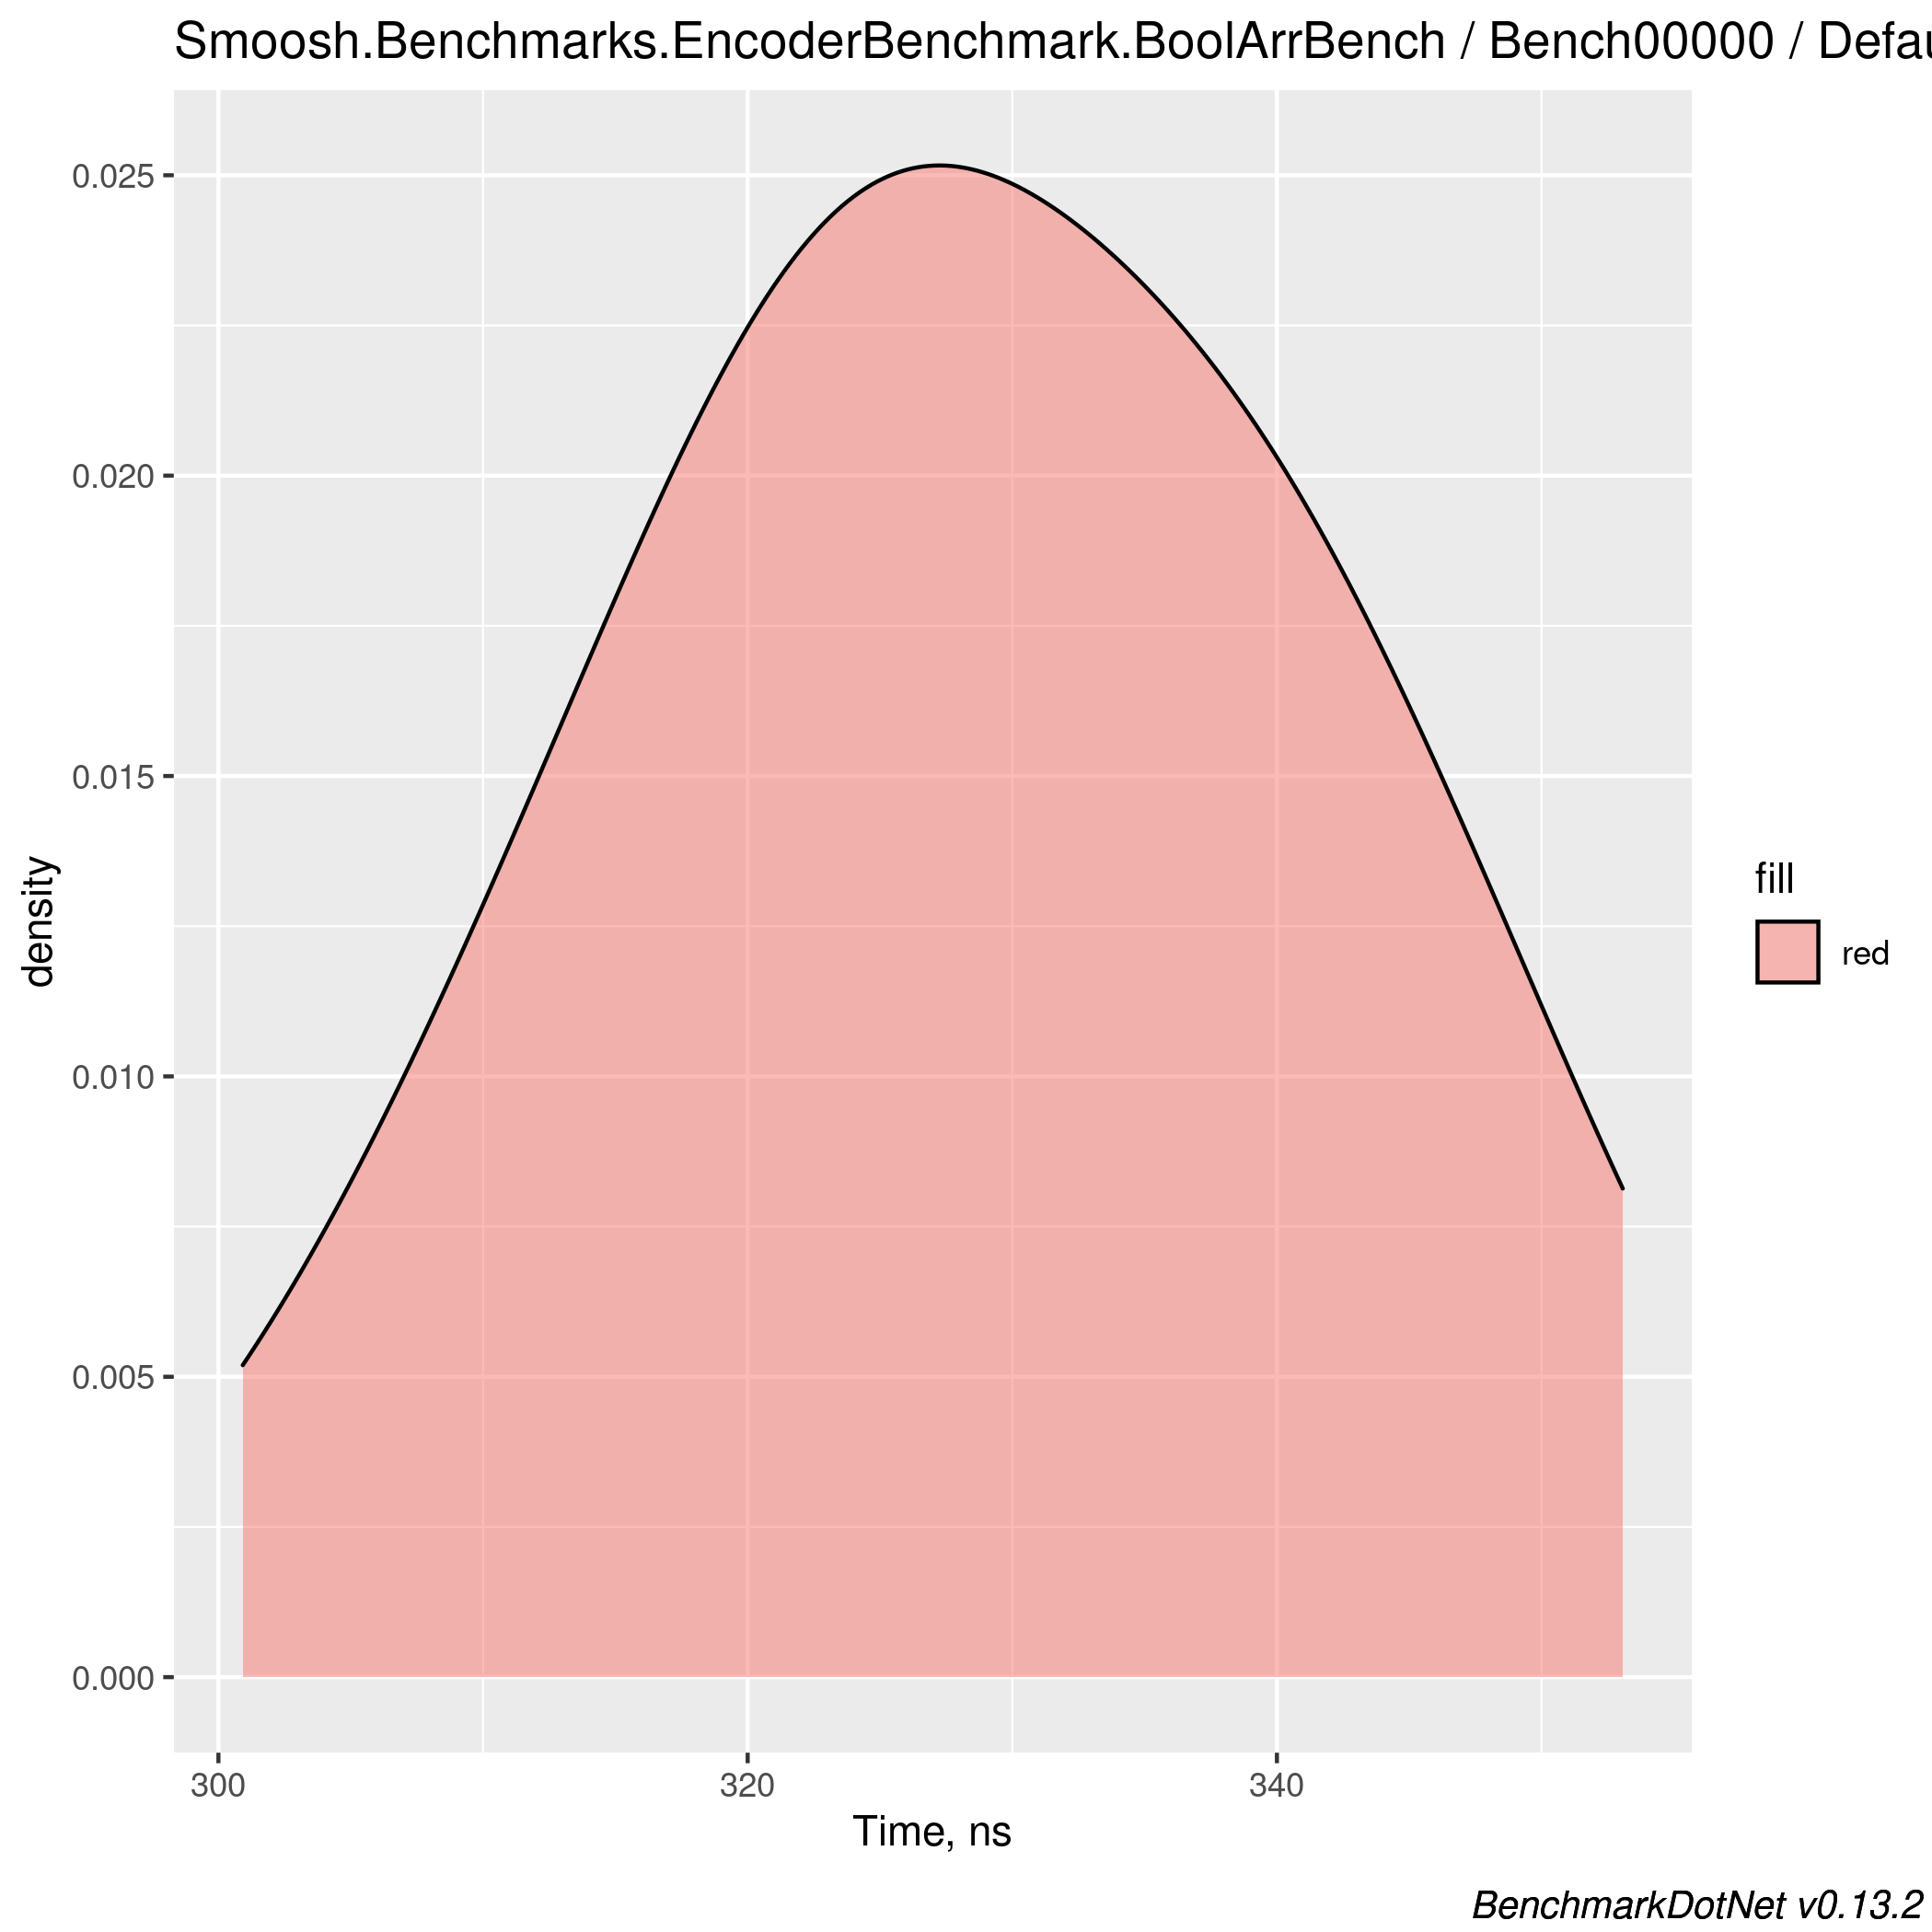 Smoosh.Benchmarks.EncoderBenchmark.BoolArrBench / Bench00000 / Defau
0.025
0.020
0.015
0.010
0.005
0.000
density
300 320 340
Time, ns
fill
red
BenchmarkDotNet v0.13.2